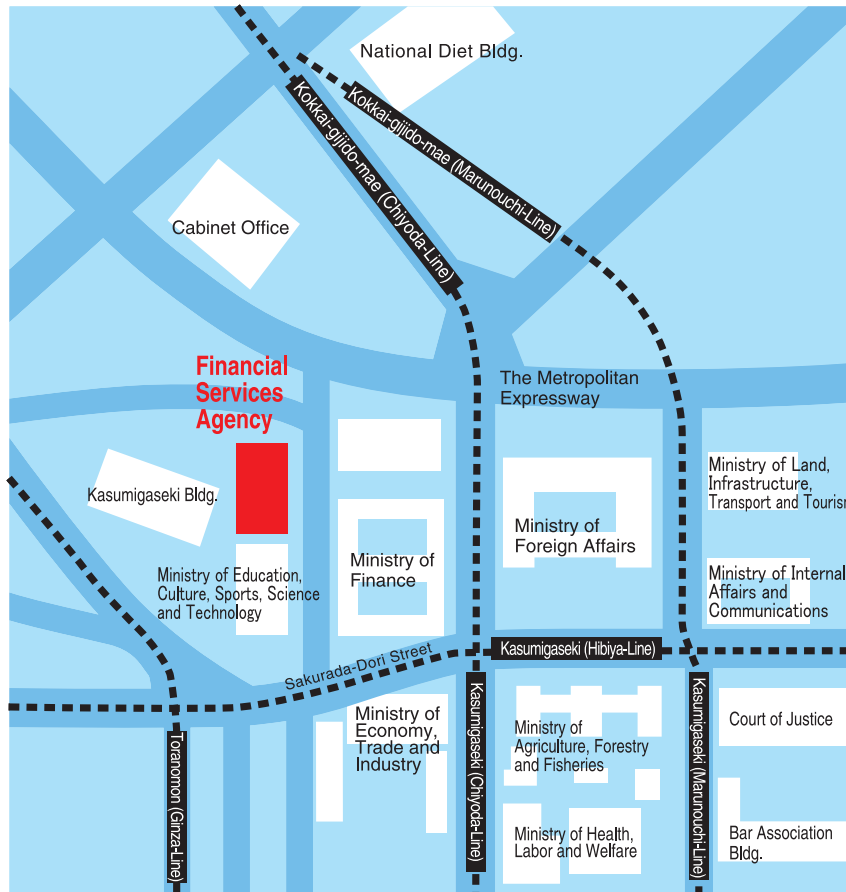 National Diet Bldg.
Kokkai-gijido-mae (Chiyoda-Line)
Kokkai-gijido-mae (Marunouchi-Line)
Cabinet Office
Financial
Services
Agency
The Metropolitan
Expressway
Kasumigaseki Bldg.
Ministry of Land,
Infrastructure,
Transport and Tourism
Ministry of
Foreign Affairs
Ministry of
Finance
Ministry of Education,
Culture, Sports, Science
and Technology
Ministry of Internal
Affairs and
Communications
Kasumigaseki (Hibiya-Line)
Sakurada-Dori Street
Toranomon (Ginza-Line)
Ministry of
Economy,
Trade and
Industry
Kasumigaseki (Chiyoda-Line)
Ministry of
Agriculture, Forestry
and Fisheries
Kasumigaseki (Marunouchi-Line)
Court of Justice
Ministry of Health,
Labor and Welfare
Bar Association
Bldg.